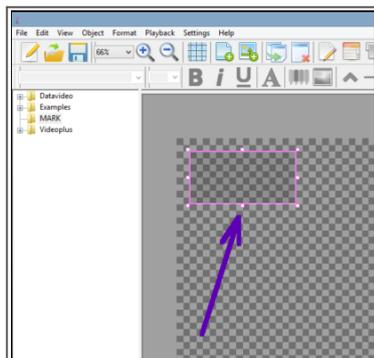 File Edit View Object Format Playback Settings Help
66%
B i U A
Datavideo
Examples
MARK
Videoplus